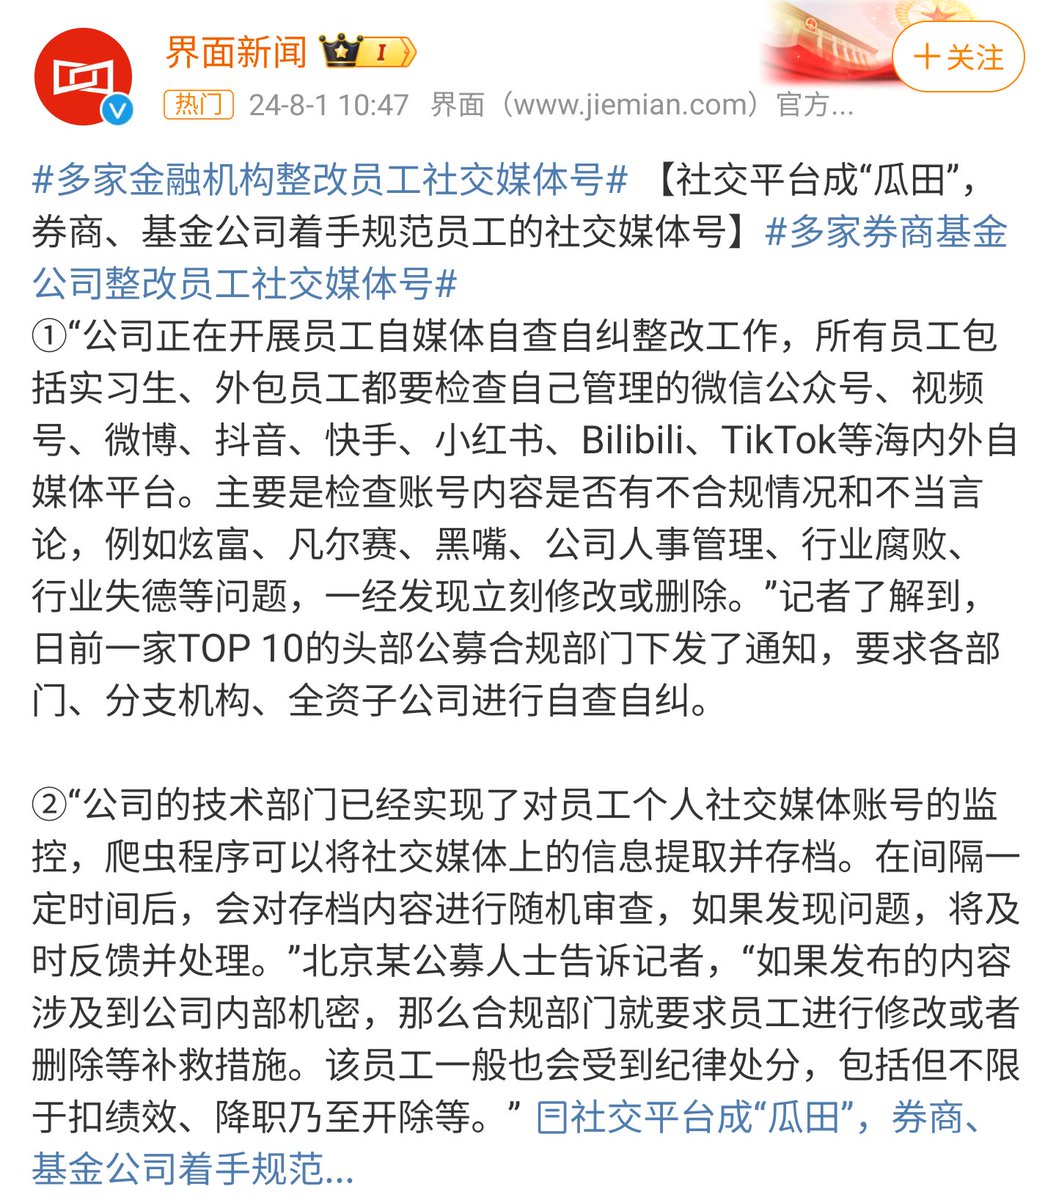 界面新闻 I
+关注
热门 24-8-1 10:47 界面（www.jiemian.com）官方...
#多家金融机构整改员工社交媒体号# 【社交平台成“瓜田”，
券商、基金公司着手规范员工的社交媒体号】#多家券商基金
公司整改员工社交媒体号#
①“公司正在开展员工自媒体自查自纠整改工作，所有员工包
括实习生、外包员工都要检查自己管理的微信公众号、视频
号、微博、抖音、快手、小红书、Bilibili、TikTok等海内外自
媒体平台。主要是检查账号内容是否有不合规情况和不当言
论，例如炫富、凡尔赛、黑嘴、公司人事管理、行业腐败、
行业失德等问题，一经发现立刻修改或删除。”记者了解到，
日前一家TOP 10的头部公募合规部门下发了通知，要求各部
门、分支机构、全资子公司进行自查自纠。
②“公司的技术部门已经实现了对员工个人社交媒体账号的监
控，爬虫程序可以将社交媒体上的信息提取并存档。在间隔一
定时间后，会对存档内容进行随机审查，如果发现问题，将及
时反馈并处理。”北京某公募人士告诉记者，“如果发布的内容
涉及到公司内部机密，那么合规部门就要求员工进行修改或者
删除等补救措施。该员工一般也会受到纪律处分，包括但不限
于扣绩效、降职乃至开除等。” 社交平台成“瓜田”，券商、
基金公司着手规范...